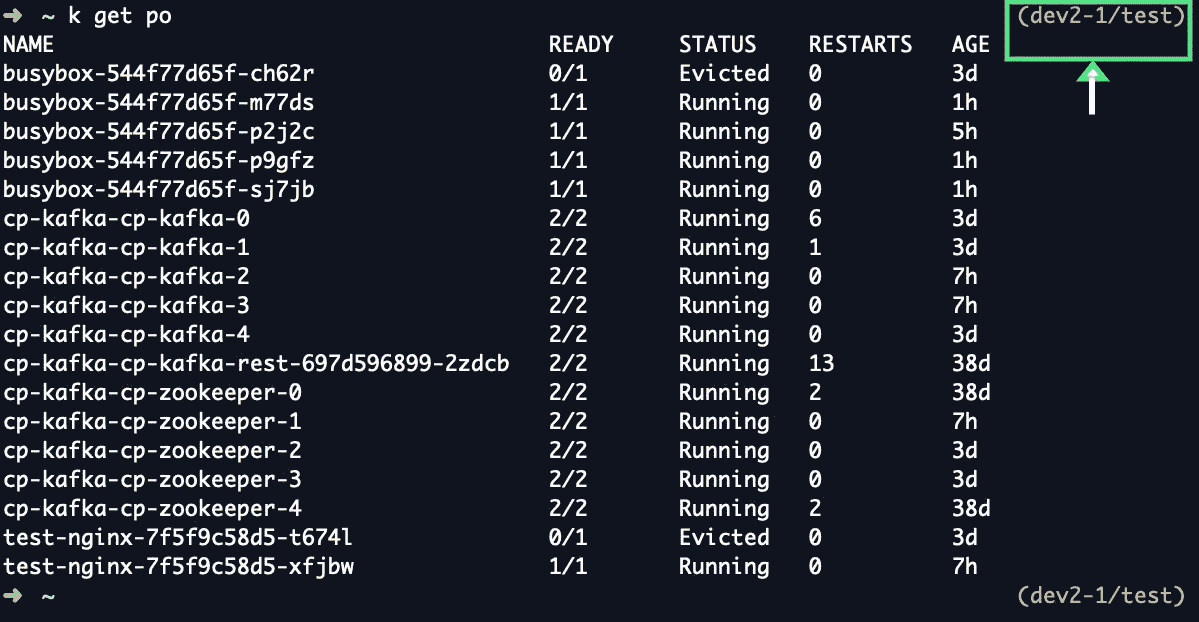 ➜ ~ k get po (dev2-1/test)
NAME READY STATUS RESTARTS AGE
busybox-544f77d65f-ch62r 0/1 Evicted 0 3d
busybox-544f77d65f-m77ds 1/1 Running 0 1h
busybox-544f77d65f-p2j2c 1/1 Running 0 5h
busybox-544f77d65f-p9gfz 1/1 Running 0 1h
busybox-544f77d65f-sj7jb 1/1 Running 0 1h
cp-kafka-cp-kafka-0 2/2 Running 6 3d
cp-kafka-cp-kafka-1 2/2 Running 1 3d
cp-kafka-cp-kafka-2 2/2 Running 0 7h
cp-kafka-cp-kafka-3 2/2 Running 0 7h
cp-kafka-cp-kafka-4 2/2 Running 0 3d
cp-kafka-cp-kafka-rest-697d596899-2zdcb 2/2 Running 13 38d
cp-kafka-cp-zookeeper-0 2/2 Running 2 38d
cp-kafka-cp-zookeeper-1 2/2 Running 0 7h
cp-kafka-cp-zookeeper-2 2/2 Running 0 3d
cp-kafka-cp-zookeeper-3 2/2 Running 0 3d
cp-kafka-cp-zookeeper-4 2/2 Running 2 38d
test-nginx-7f5f9c58d5-t674l 0/1 Evicted 0 3d
test-nginx-7f5f9c58d5-xfjbw 1/1 Running 0 7h
➜ ~ (dev2-1/test)